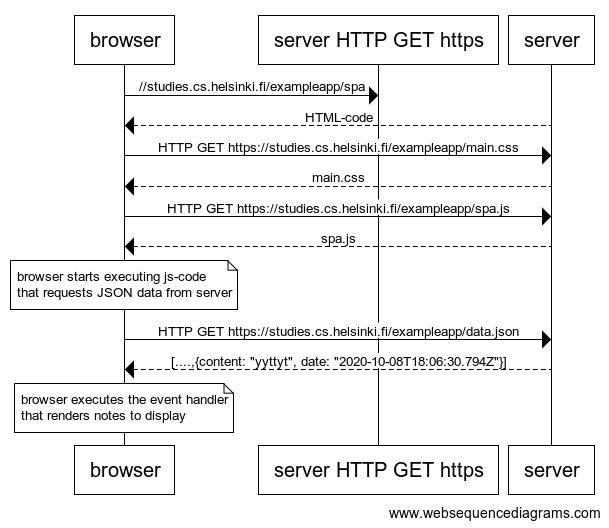 browser
server HTTP GET https
server
//studies.cs.helsinki.fi/exampleapp/spa
HTML-code
HTTP GET https://studies.cs.helsinki.fi/exampleapp/main.css
main.css
HTTP GET https://studies.cs.helsinki.fi/exampleapp/spa.js
spa.js
browser starts executing js-code
that requests JSON data from server
HTTP GET https://studies.cs.helsinki.fi/exampleapp/data.json
[....,{content: "yyttyt", date: "2020-10-08T18:06:30.794Z"}]
browser executes the event handler
that renders notes to display
browser
server HTTP GET https
server
www.websequencediagrams.com